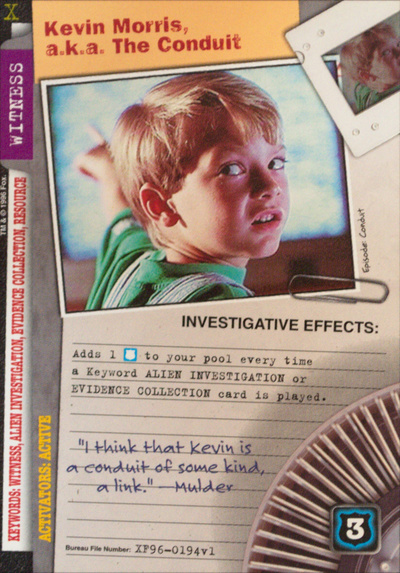 X
Kevin Morris,
a.k.a. The Conduit
WITNESS
TM & © 1996 Fox.
KEYWORDS: WITNESS, ALIEN INVESTIGATION, EVIDENCE COLLECTION, RESOURCE
ACTIVATORS: ACTIVE
Episode: Conduit
INVESTIGATIVE EFFECTS:
Adds 1 to your pool every time
a Keyword ALIEN INVESTIGATION or
EVIDENCE COLLECTION card is played.
"I think that Kevin is
a conduit of some kind,
a link." — Mulder
3
Bureau File Number: XF96-0194v1